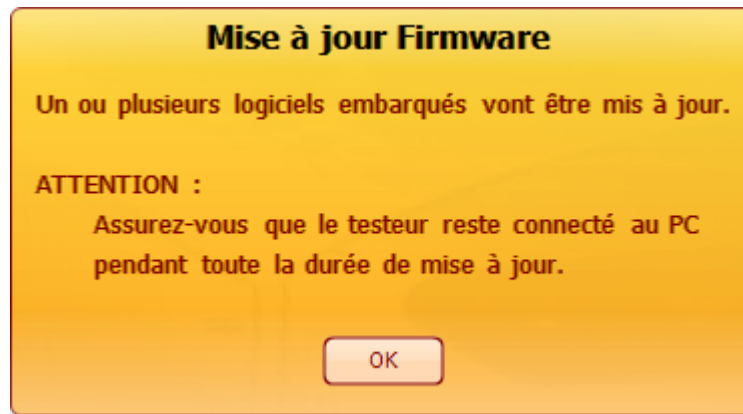 Mise à jour Firmware
Un ou plusieurs logiciels embarqués vont être mis à jour.
ATTENTION :
Assurez-vous que le testeur reste connecté au PC
pendant toute la durée de mise à jour.
OK